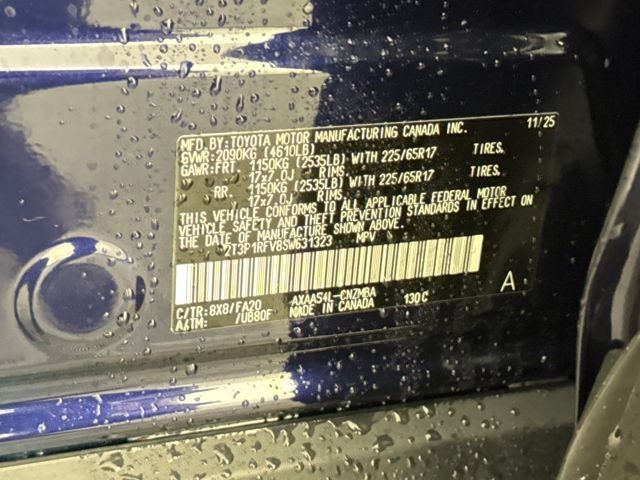 MFD. BY: TOYOTA MOTOR MANUFACTURING CANADA INC. 11/25
GVWR: 2090KG (4610LB)
GAWR: FRT. 1150KG (2535LB) WITH 225/65R17 TIRES,
17x7.0J RIMS,
RR. 1150KG (2535LB) WITH 225/65R17 TIRES,
17x7.0J RIMS,
THIS VEHICLE CONFORMS TO ALL APPLICABLE FEDERAL MOTOR
VEHICLE SAFETY AND THEFT PREVENTION STANDARDS IN EFFECT ON
THE DATE OF MANUFACTURE SHOWN ABOVE.
2T3P1RFV8SW631323 MPV
C/TR: 8X8/FA20 AXAA54L-CNZMBA 130C A
A/TM: /UB80F MADE IN CANADA